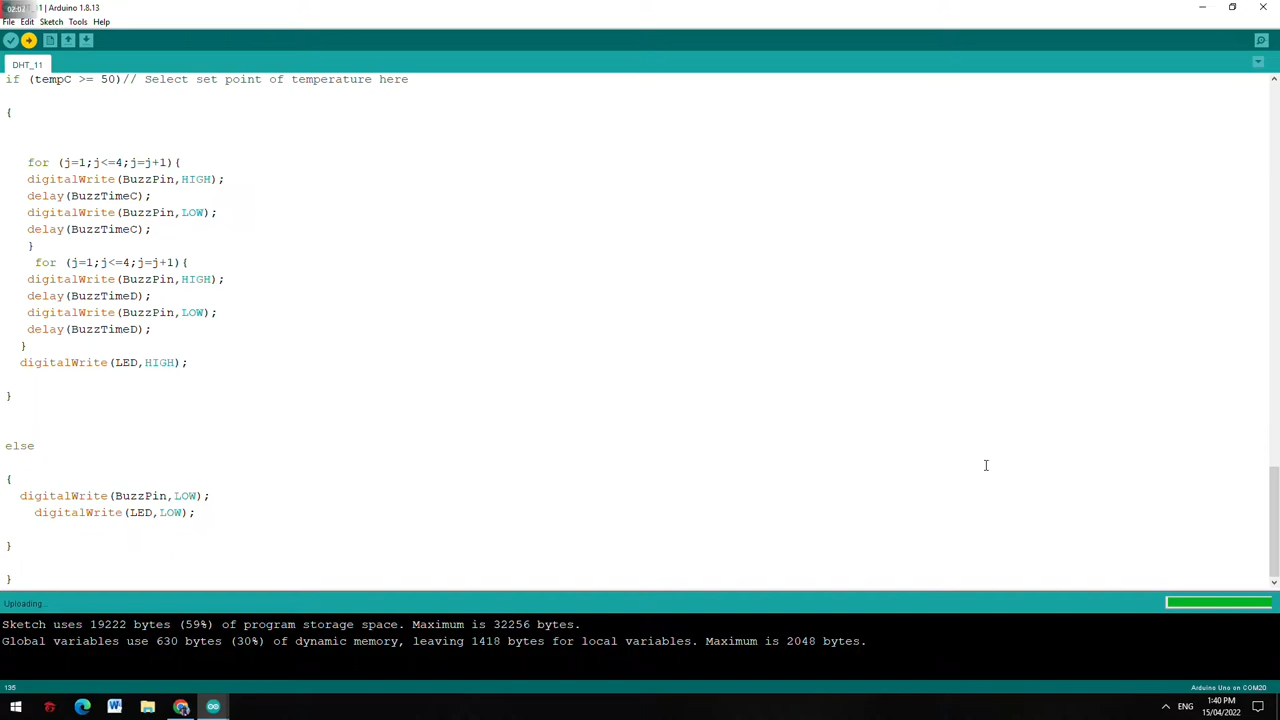 | Arduino 1.8.13
File Edit Sketch Tools Help
DHT_11
if (tempC >= 50)// Select set point of temperature here
{
for (j=1;j<=4;j=j+1){
digitalWrite(BuzzPin,HIGH);
delay(BuzzTimeC);
digitalWrite(BuzzPin,LOW);
delay(BuzzTimeC);
}
for (j=1;j<=4;j=j+1){
digitalWrite(BuzzPin,HIGH);
delay(BuzzTimeD);
digitalWrite(BuzzPin,LOW);
delay(BuzzTimeD);
}
digitalWrite(LED,HIGH);
}
else
{
digitalWrite(BuzzPin,LOW);
digitalWrite(LED,LOW);
}
}
Uploading...
Sketch uses 19222 bytes (59%) of program storage space. Maximum is 32256 bytes.
Global variables use 630 bytes (30%) of dynamic memory, leaving 1418 bytes for local variables. Maximum is 2048 bytes.
135
Arduino Uno on COM20
ENG
1:40 PM
15/04/2022